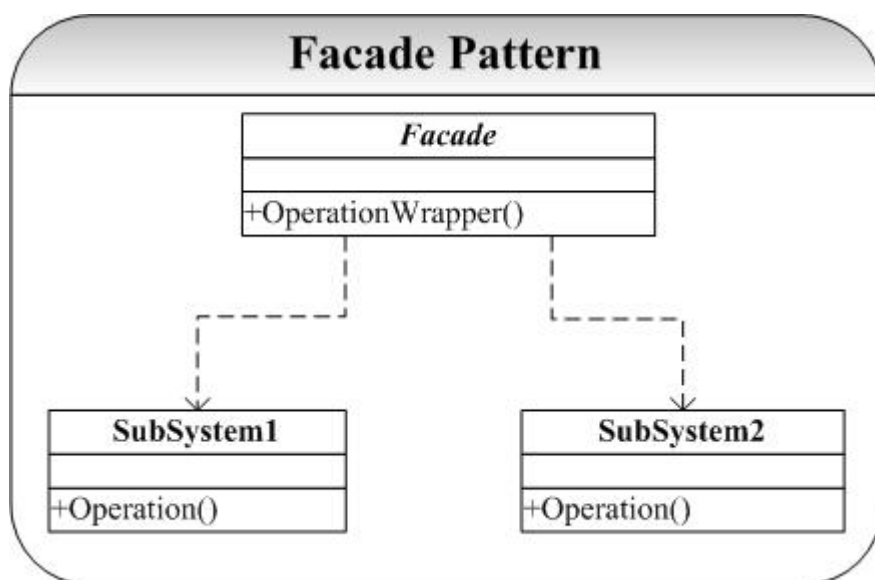 Facade Pattern
Facade
+OperationWrapper()
SubSystem1
SubSystem2
+Operation()
+Operation()